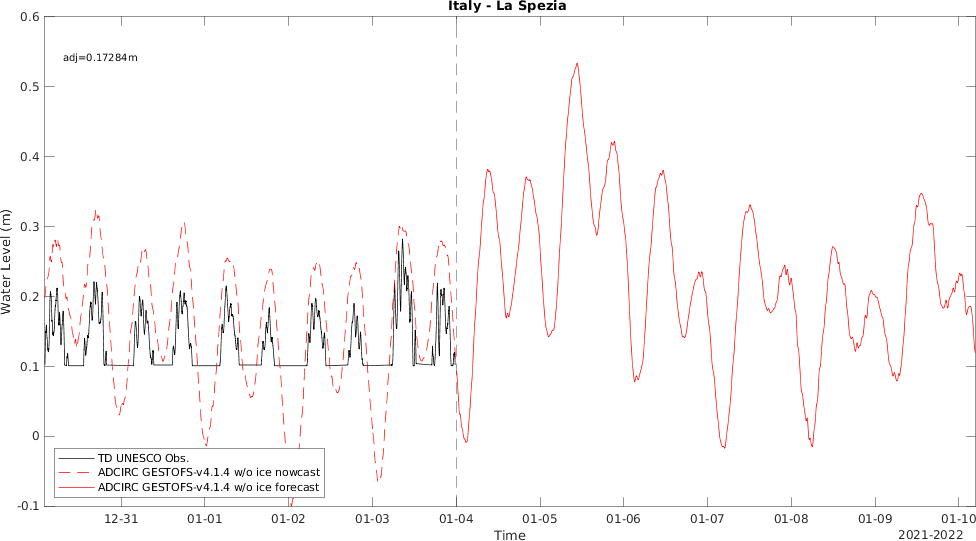 Italy - La Spezia
adj=0.17284m
0.6
0.5
0.4
0.3
0.2
0.1
0
-0.1
Water Level (m)
TD UNESCO Obs.
ADCIRC GESTOFS-v4.1.4 w/o ice nowcast
ADCIRC GESTOFS-v4.1.4 w/o ice forecast
12-31 01-01 01-02 01-03 01-04 01-05 01-06 01-07 01-08 01-09 01-10
Time
2021-2022